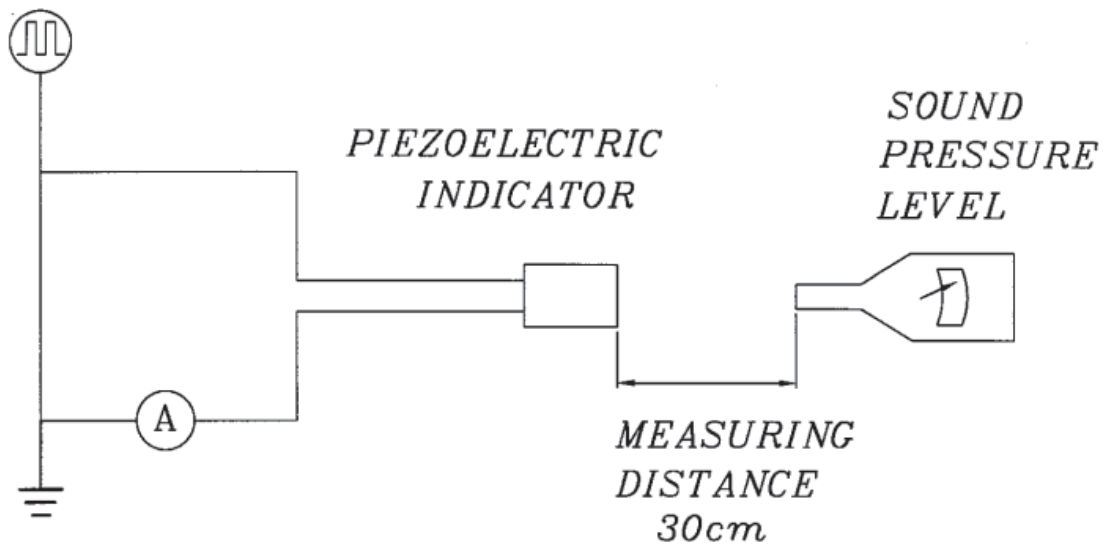 PIEZOELECTRIC
INDICATOR
SOUND
PRESSURE
LEVEL
A
MEASURING
DISTANCE
30cm